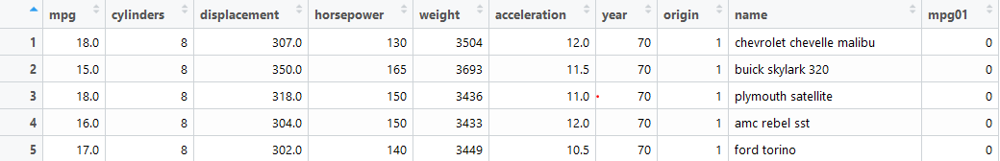 mpg cylinders displacement horsepower weight acceleration year origin name mpg01
1 18.0 8 307.0 130 3504 12.0 70 1 chevrolet chevelle malibu 0
2 15.0 8 350.0 165 3693 11.5 70 1 buick skylark 320 0
3 18.0 8 318.0 150 3436 11.0 70 1 plymouth satellite 0
4 16.0 8 304.0 150 3433 12.0 70 1 amc rebel sst 0
5 17.0 8 302.0 140 3449 10.5 70 1 ford torino 0